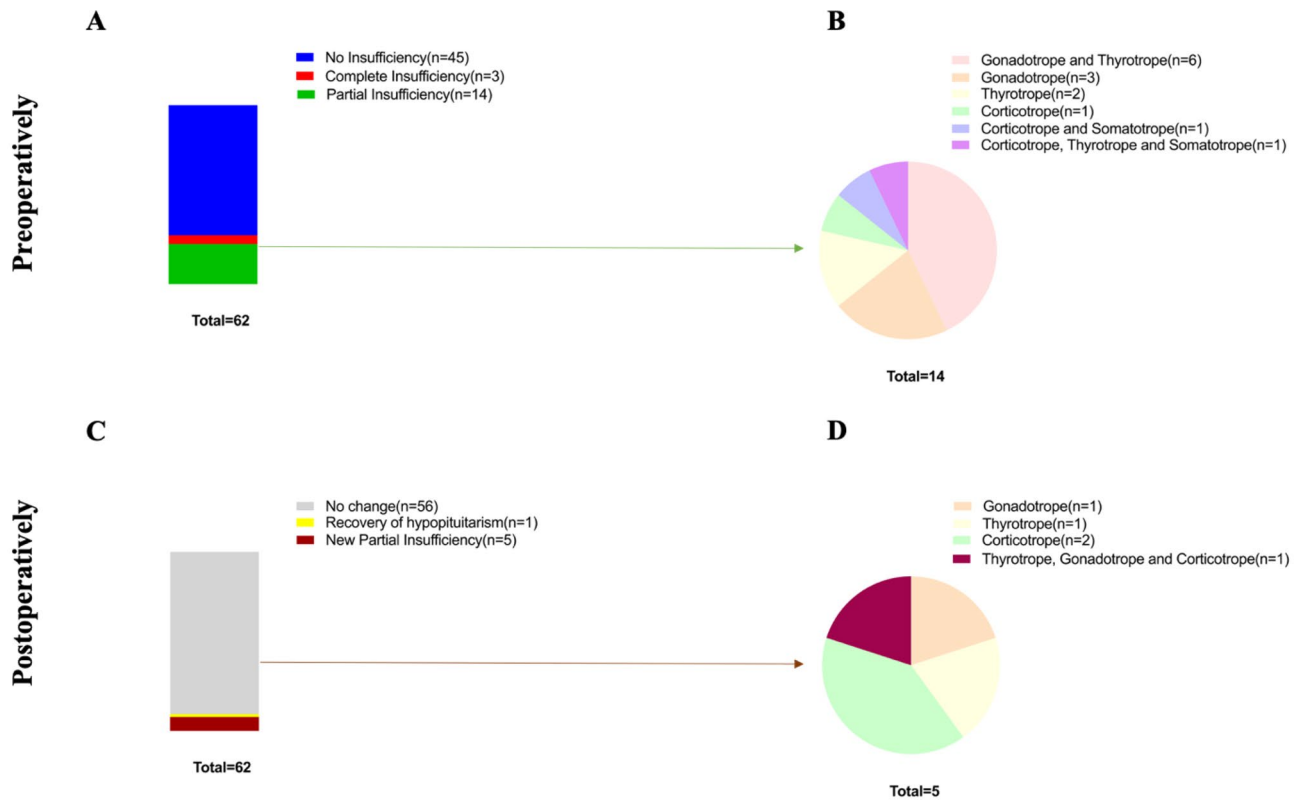 A
B
Preoperatively
No Insufficiency(n=45)
Complete Insufficiency(n=3)
Partial Insufficiency(n=14)
Total=62
Gonadotrope and Thyrotrope(n=6)
Gonadotrope(n=3)
Thyrotrope(n=2)
Corticotrope(n=1)
Corticotrope and Somatotrope(n=1)
Corticotrope, Thyrotrope and Somatotrope(n=1)
Total=14
C
D
Postoperatively
No change(n=56)
Recovery of hypopituitarism(n=1)
New Partial Insufficiency(n=5)
Total=62
Gonadotrope(n=1)
Thyrotrope(n=1)
Corticotrope(n=2)
Thyrotrope, Gonadotrope and Corticotrope(n=1)
Total=5